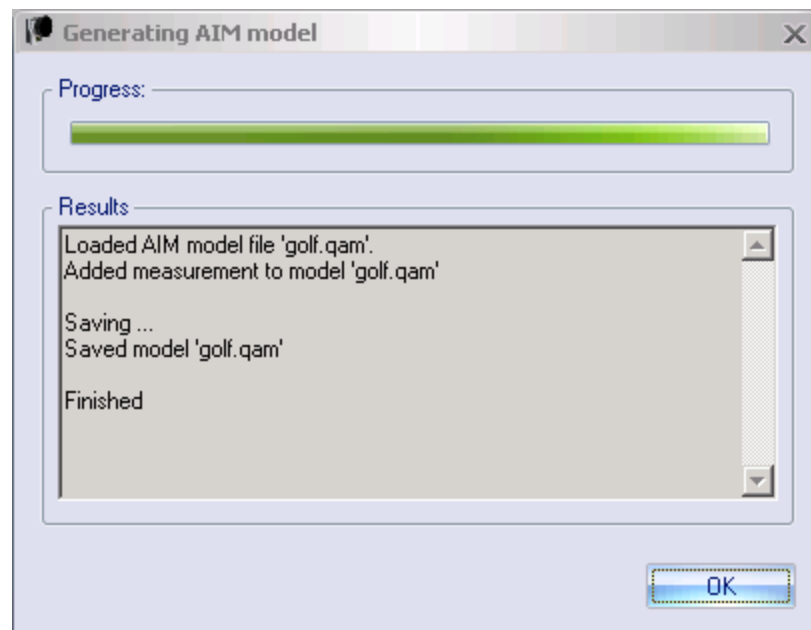 Generating AIM model
Progress:
Results
Loaded AIM model file 'golf.qam'.
Added measurement to model 'golf.qam'
Saving ...
Saved model 'golf.qam'
Finished
OK